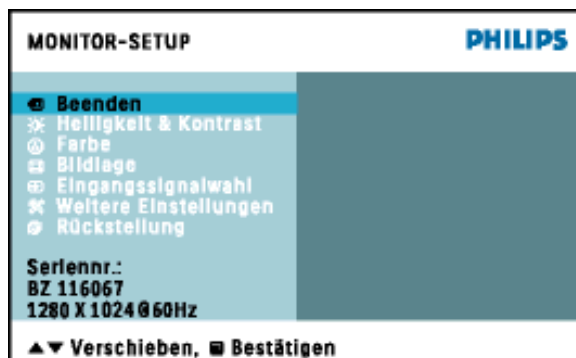 MONITOR-SETUP PHILIPS
Beenden
Helligkeit & Kontrast
Farbe
Bildlage
Eingangssignalwahl
Weitere Einstellungen
Rückstellung
Serlennr.:
BZ 116067
1280 X 1024@60Hz
▲▼ Verschieben, Bestätigen